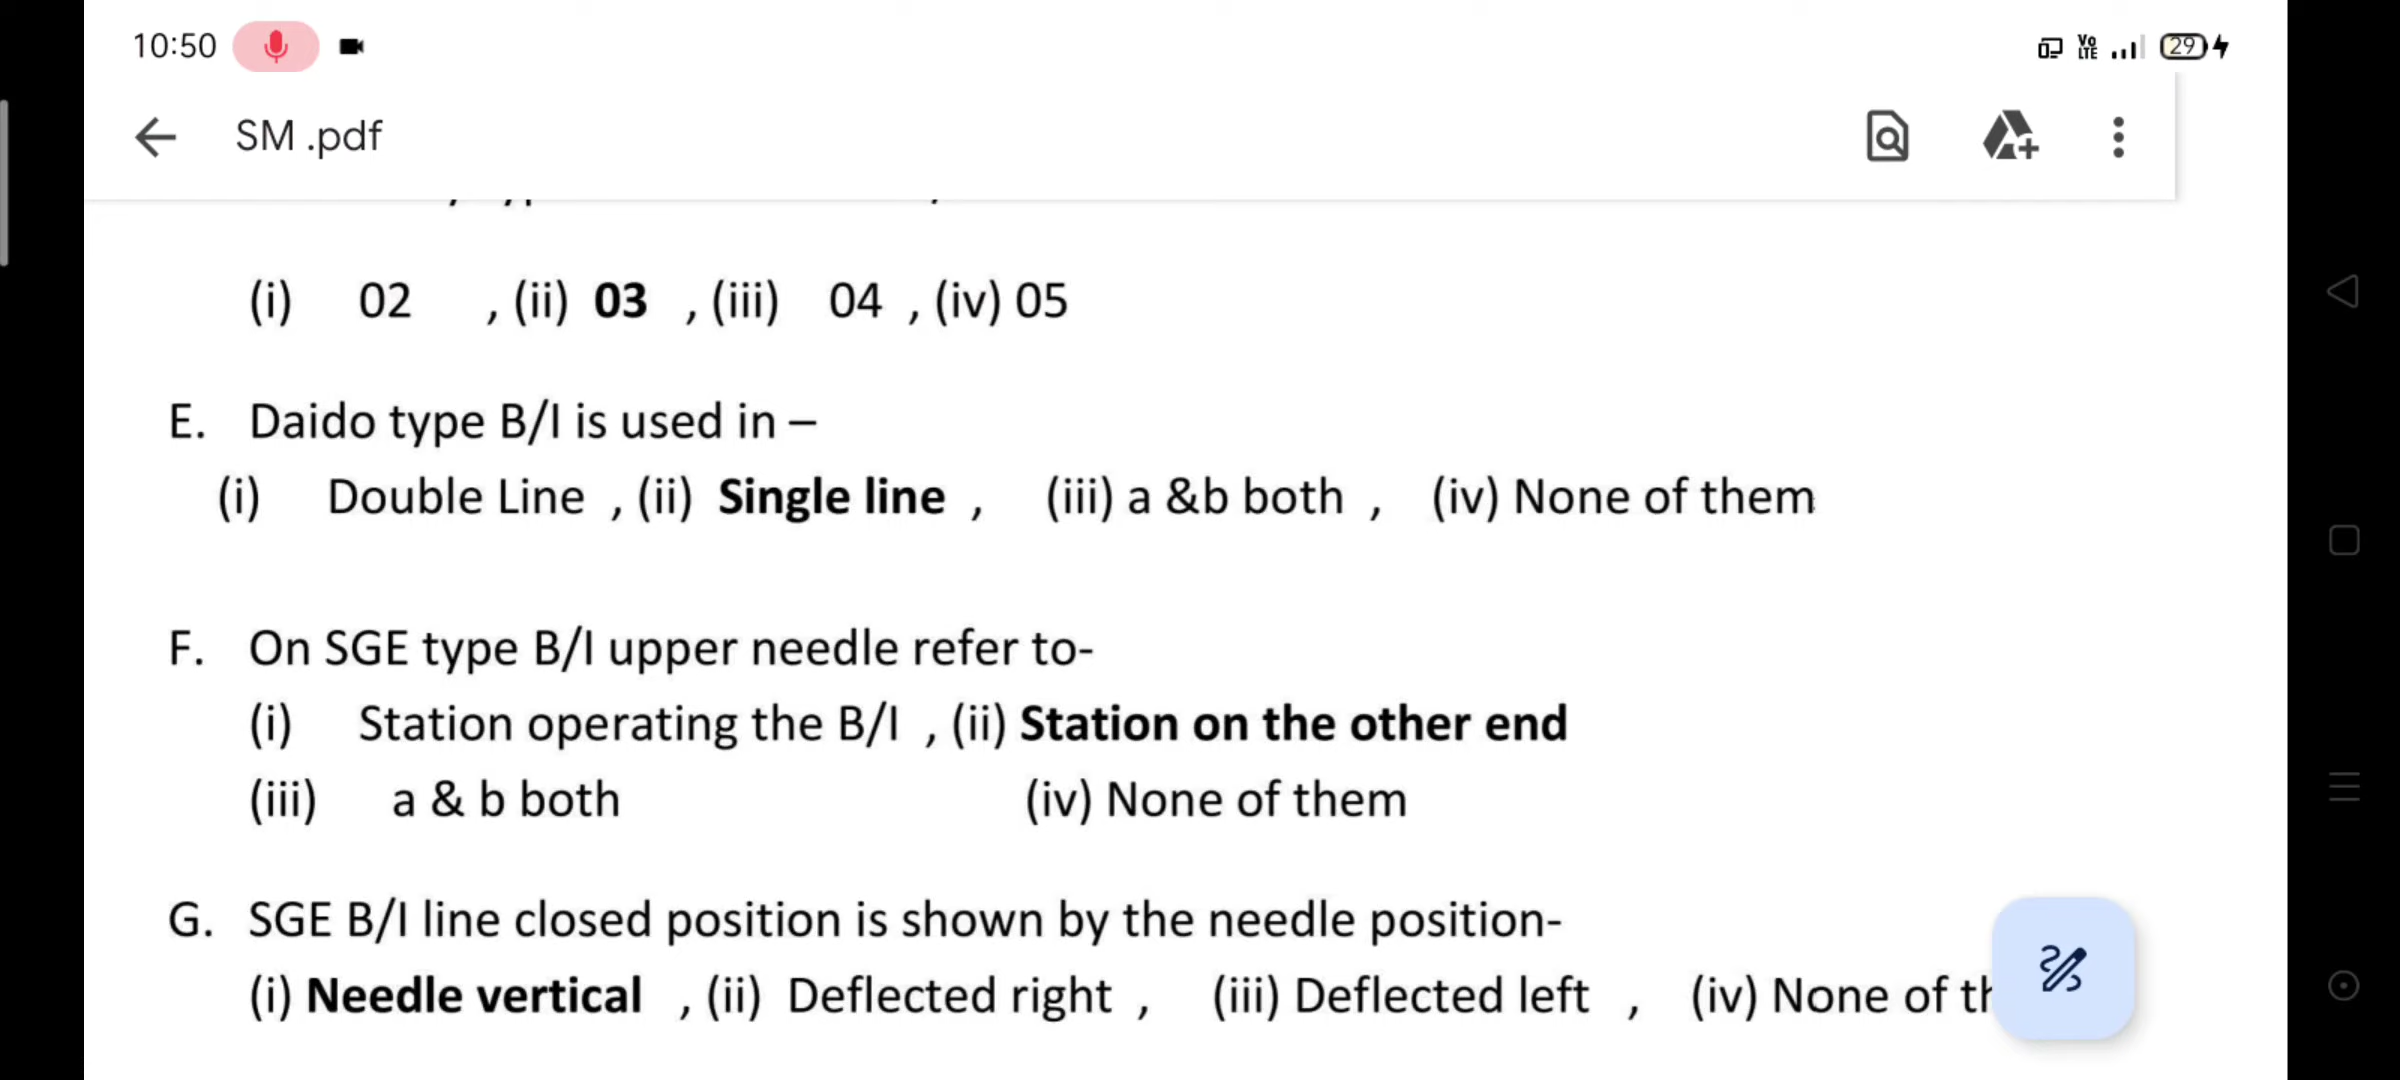 10:50
Vo LTE 29
SM .pdf
(i) 02 , (ii) 03 , (iii) 04 , (iv) 05
E. Daido type B/I is used in –
(i) Double Line , (ii) Single line , (iii) a &b both , (iv) None of them
F. On SGE type B/I upper needle refer to-
(i) Station operating the B/I , (ii) Station on the other end
(iii) a & b both (iv) None of them
G. SGE B/I line closed position is shown by the needle position-
(i) Needle vertical , (ii) Deflected right , (iii) Deflected left , (iv) None of